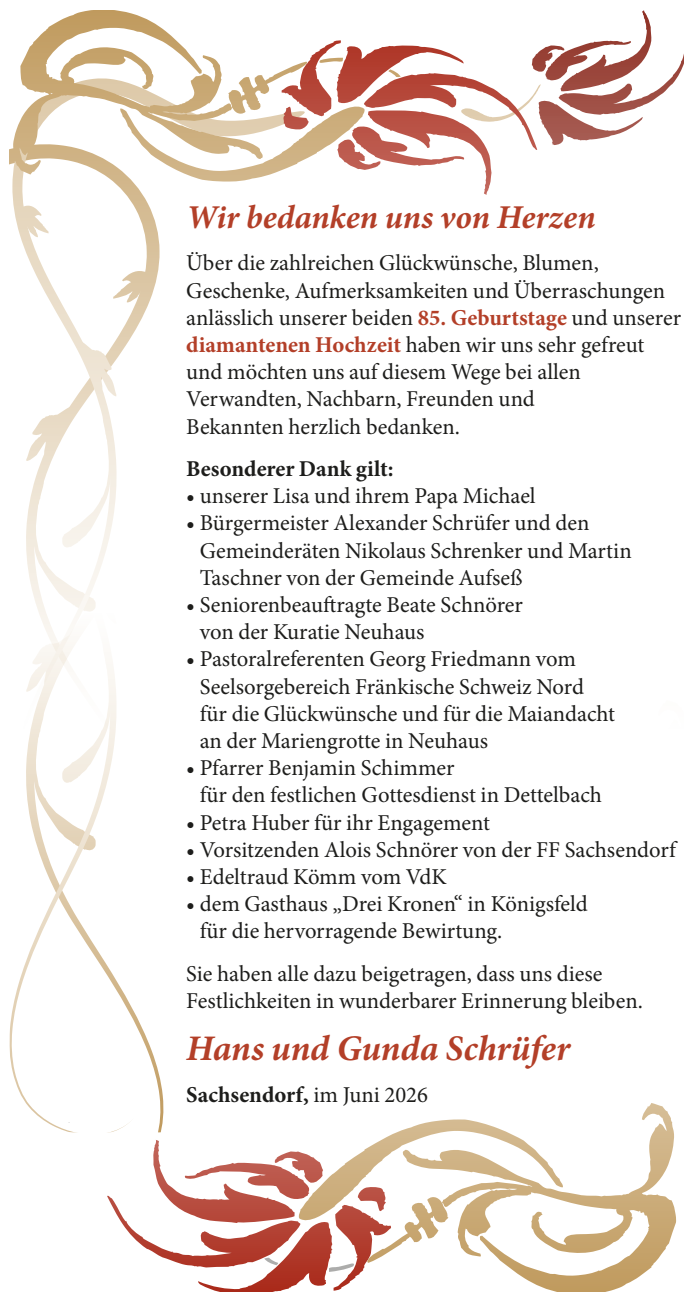 Wir bedanken uns von Herzen
Über die zahlreichen Glückwünsche, Blumen,
Geschenke, Aufmerksamkeiten und Überraschungen
anlässlich unserer beiden 85. Geburtstage und unserer
diamantenen Hochzeit haben wir uns sehr gefreut
und möchten uns auf diesem Wege bei allen
Verwandten, Nachbarn, Freunden und
Bekannten herzlich bedanken.
Besonderer Dank gilt:
• unserer Lisa und ihrem Papa Michael
• Bürgermeister Alexander Schrüfer und den
Gemeinderäten Nikolaus Schrenker und Martin
Taschner von der Gemeinde Aufseß
• Seniorenbeauftragte Beate Schnörer
von der Kuratie Neuhaus
• Pastoralreferenten Georg Friedmann vom
Seelsorgebereich Fränkische Schweiz Nord
für die Glückwünsche und für die Maiandacht
an der Mariengrotte in Neuhaus
• Pfarrer Benjamin Schimmer
für den festlichen Gottesdienst in Dettelbach
• Petra Huber für ihr Engagement
• Vorsitzenden Alois Schnörer von der FF Sachsendorf
• Edeltraud Kömm vom VdK
• dem Gasthaus „Drei Kronen“ in Königsfeld
für die hervorragende Bewirtung.
Sie haben alle dazu beigetragen, dass uns diese
Festlichkeiten in wunderbarer Erinnerung bleiben.
Hans und Gunda Schrüfer
Sachsendorf, im Juni 2026